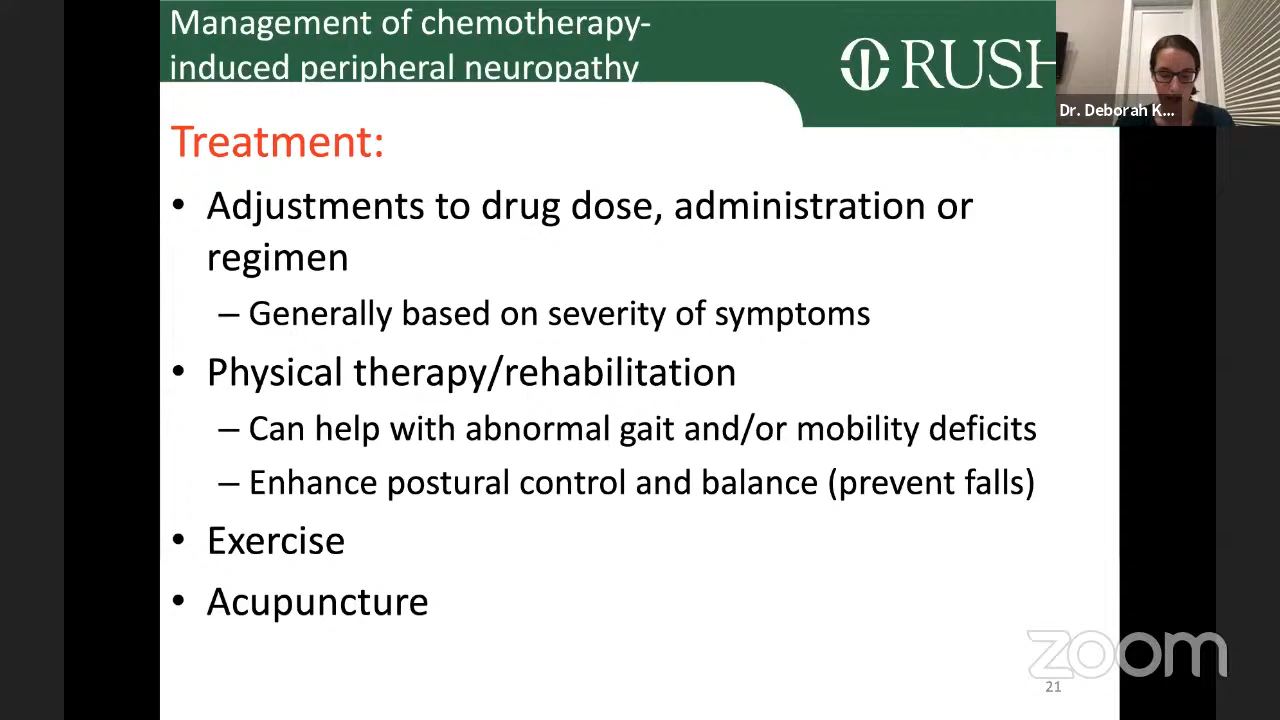 Management of chemotherapy-
induced peripheral neuropathy
RUSH
Dr. Deborah K...
Treatment:
• Adjustments to drug dose, administration or
regimen
– Generally based on severity of symptoms
• Physical therapy/rehabilitation
– Can help with abnormal gait and/or mobility deficits
– Enhance postural control and balance (prevent falls)
• Exercise
• Acupuncture
zoom
21